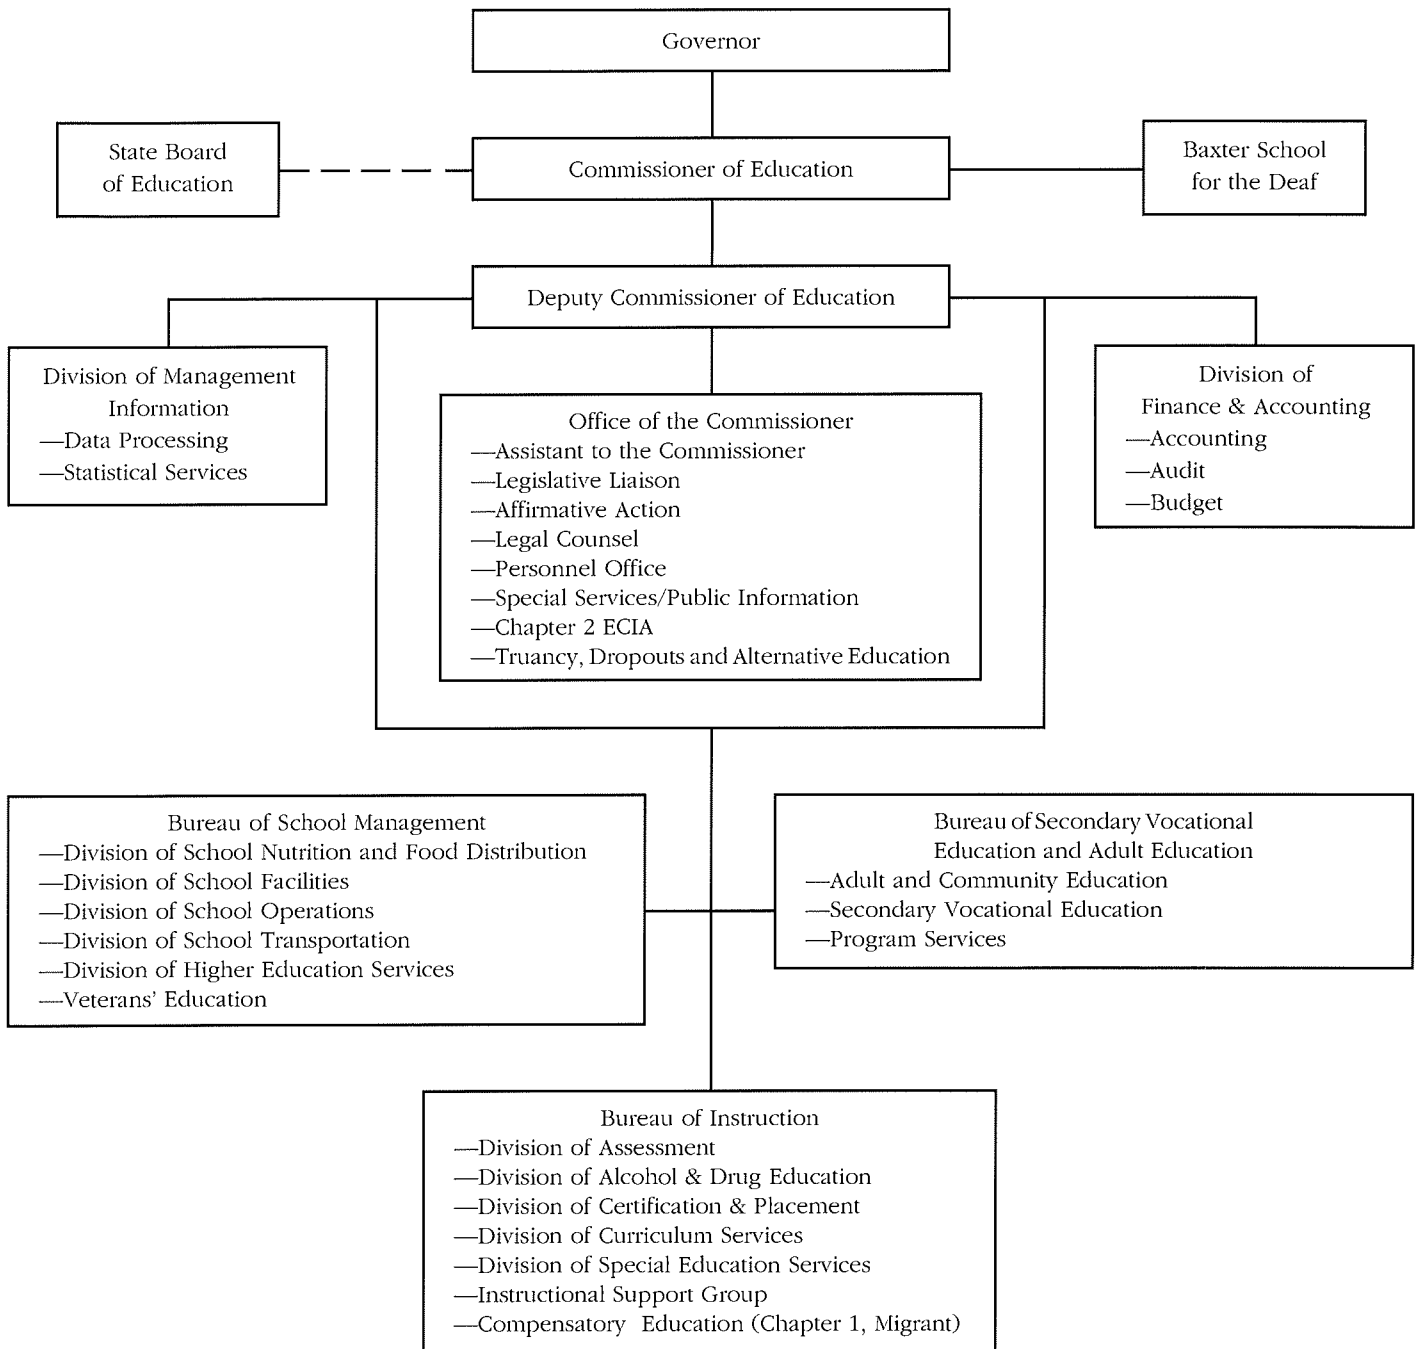 Governor
State Board
of Education
Commissioner of Education
Baxter School
for the Deaf
Deputy Commissioner of Education
Division of Management
Information
—Data Processing
—Statistical Services
Office of the Commissioner
—Assistant to the Commissioner
—Legislative Liaison
—Affirmative Action
—Legal Counsel
—Personnel Office
—Special Services/Public Information
—Chapter 2 ECIA
—Truancy, Dropouts and Alternative Education
Division of
Finance & Accounting
—Accounting
—Audit
—Budget
Bureau of School Management
—Division of School Nutrition and Food Distribution
—Division of School Facilities
—Division of School Operations
—Division of School Transportation
—Division of Higher Education Services
—Veterans' Education
Bureau of Secondary Vocational
Education and Adult Education
—Adult and Community Education
—Secondary Vocational Education
—Program Services
Bureau of Instruction
—Division of Assessment
—Division of Alcohol & Drug Education
—Division of Certification & Placement
—Division of Curriculum Services
—Division of Special Education Services
—Instructional Support Group
—Compensatory Education (Chapter 1, Migrant)